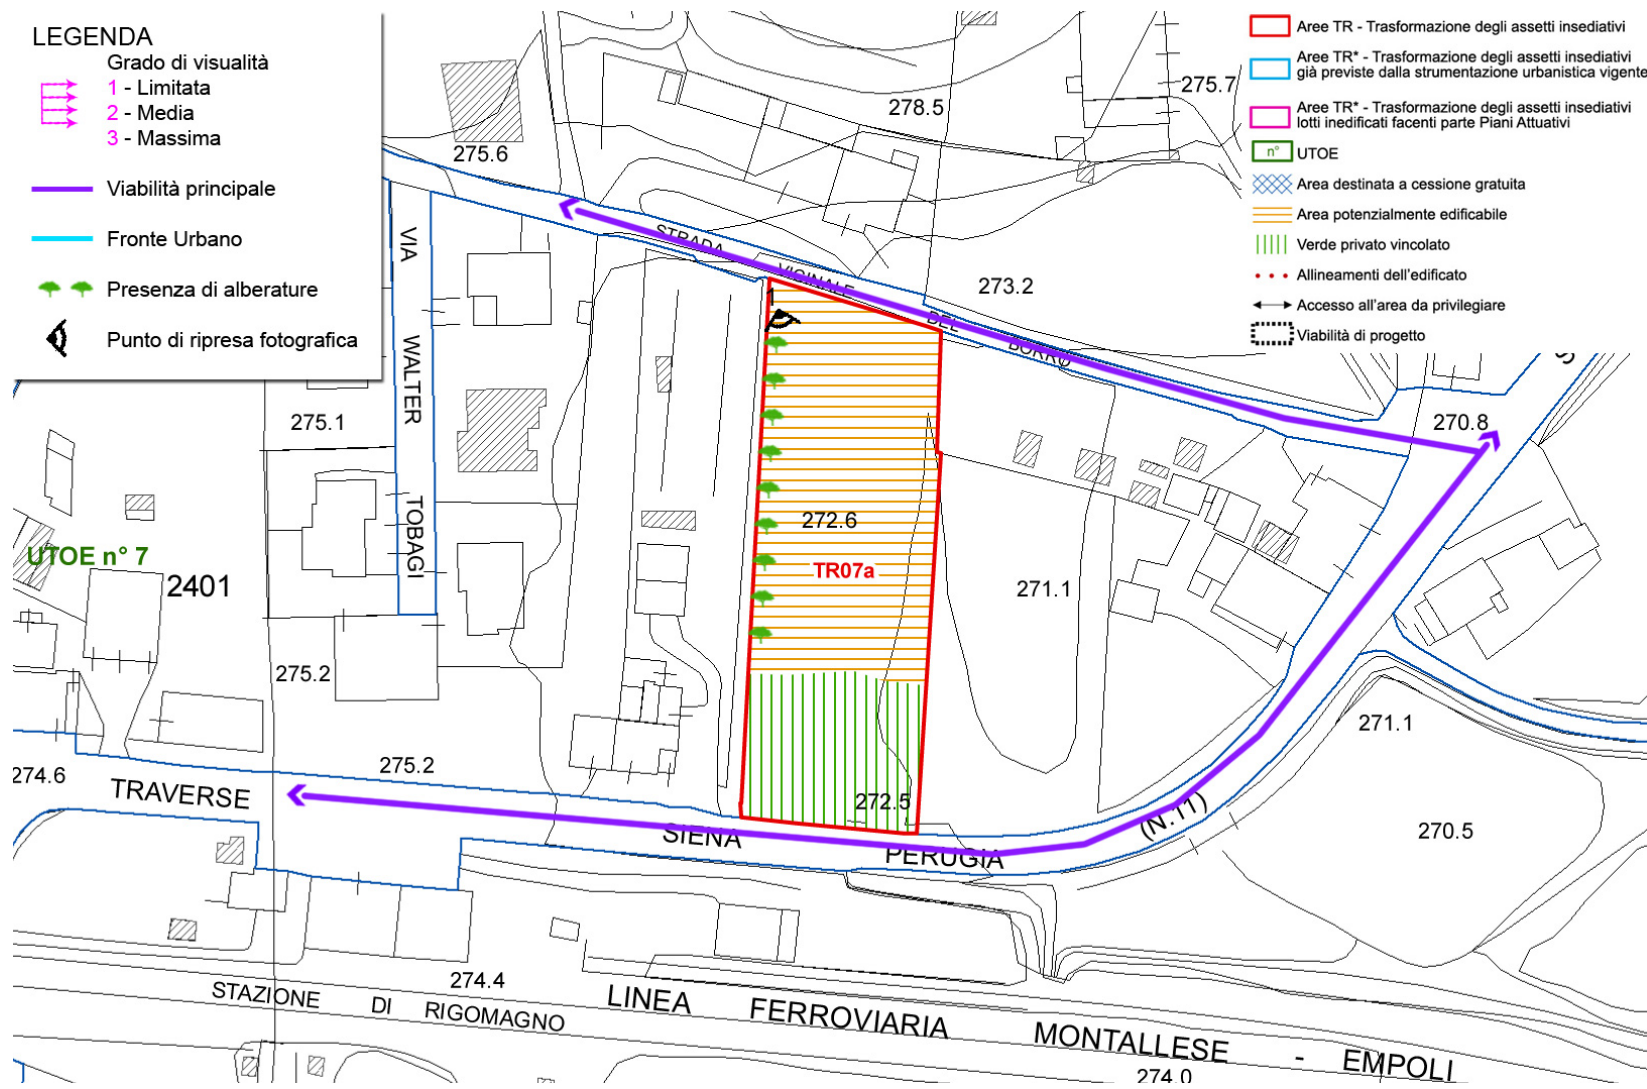 LEGENDA
Grado di visualità
1 - Limitata
2 - Media
3 - Massima
Viabilità principale
Fronte Urbano
Presenza di alberature
Punto di ripresa fotografica
Aree TR - Trasformazione degli assetti insediativi
Aree TR* - Trasformazione degli assetti insediativi
già previste dalla strumentazione urbanistica vigente
Aree TR* - Trasformazione degli assetti insediativi
lotti inedificati facenti parte Piani Attuativi
n° UTOE
Area destinata a cessione gratuita
Area potenzialmente edificabile
Verde privato vincolato
Allineamenti dell'edificato
Accesso all'area da privilegiare
Viabilità di progetto
278.5
275.7
275.6
STRADA VICINALE DEL BORRO
273.2
VIA WALTER TOBAGI
1
275.1
270.8
272.6
UTOE n° 7
2401
TR07a
271.1
275.2
271.1
274.6
275.2
TRAVERSE SIENA PERUGIA (N.11)
272.5
270.5
274.4
STAZIONE DI RIGOMAGNO
LINEA FERROVIARIA MONTALLESE - EMPOLI
274.0